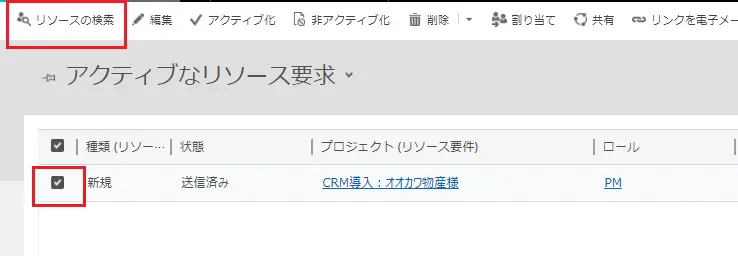 リソースの検索 編集 アクティブ化 非アクティブ化 削除 割り当て 共有 リンクを電子メー
アクティブなリソース要求
種類 (リソー… 状態 プロジェクト (リソース要件) ロール
新規 送信済み CRM導入：オオカワ物産様 PM